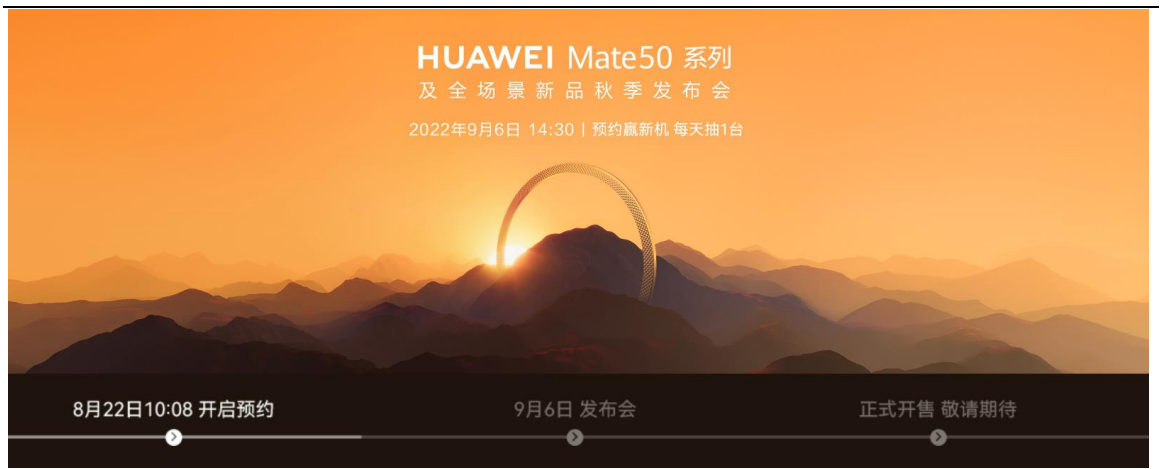 HUAWEI Mate50 系列
及全场景新品秋季发布会
2022年9月6日 14:30 | 预约赢新机 每天抽1台
8月22日10:08 开启预约
9月6日 发布会
正式开售 敬请期待